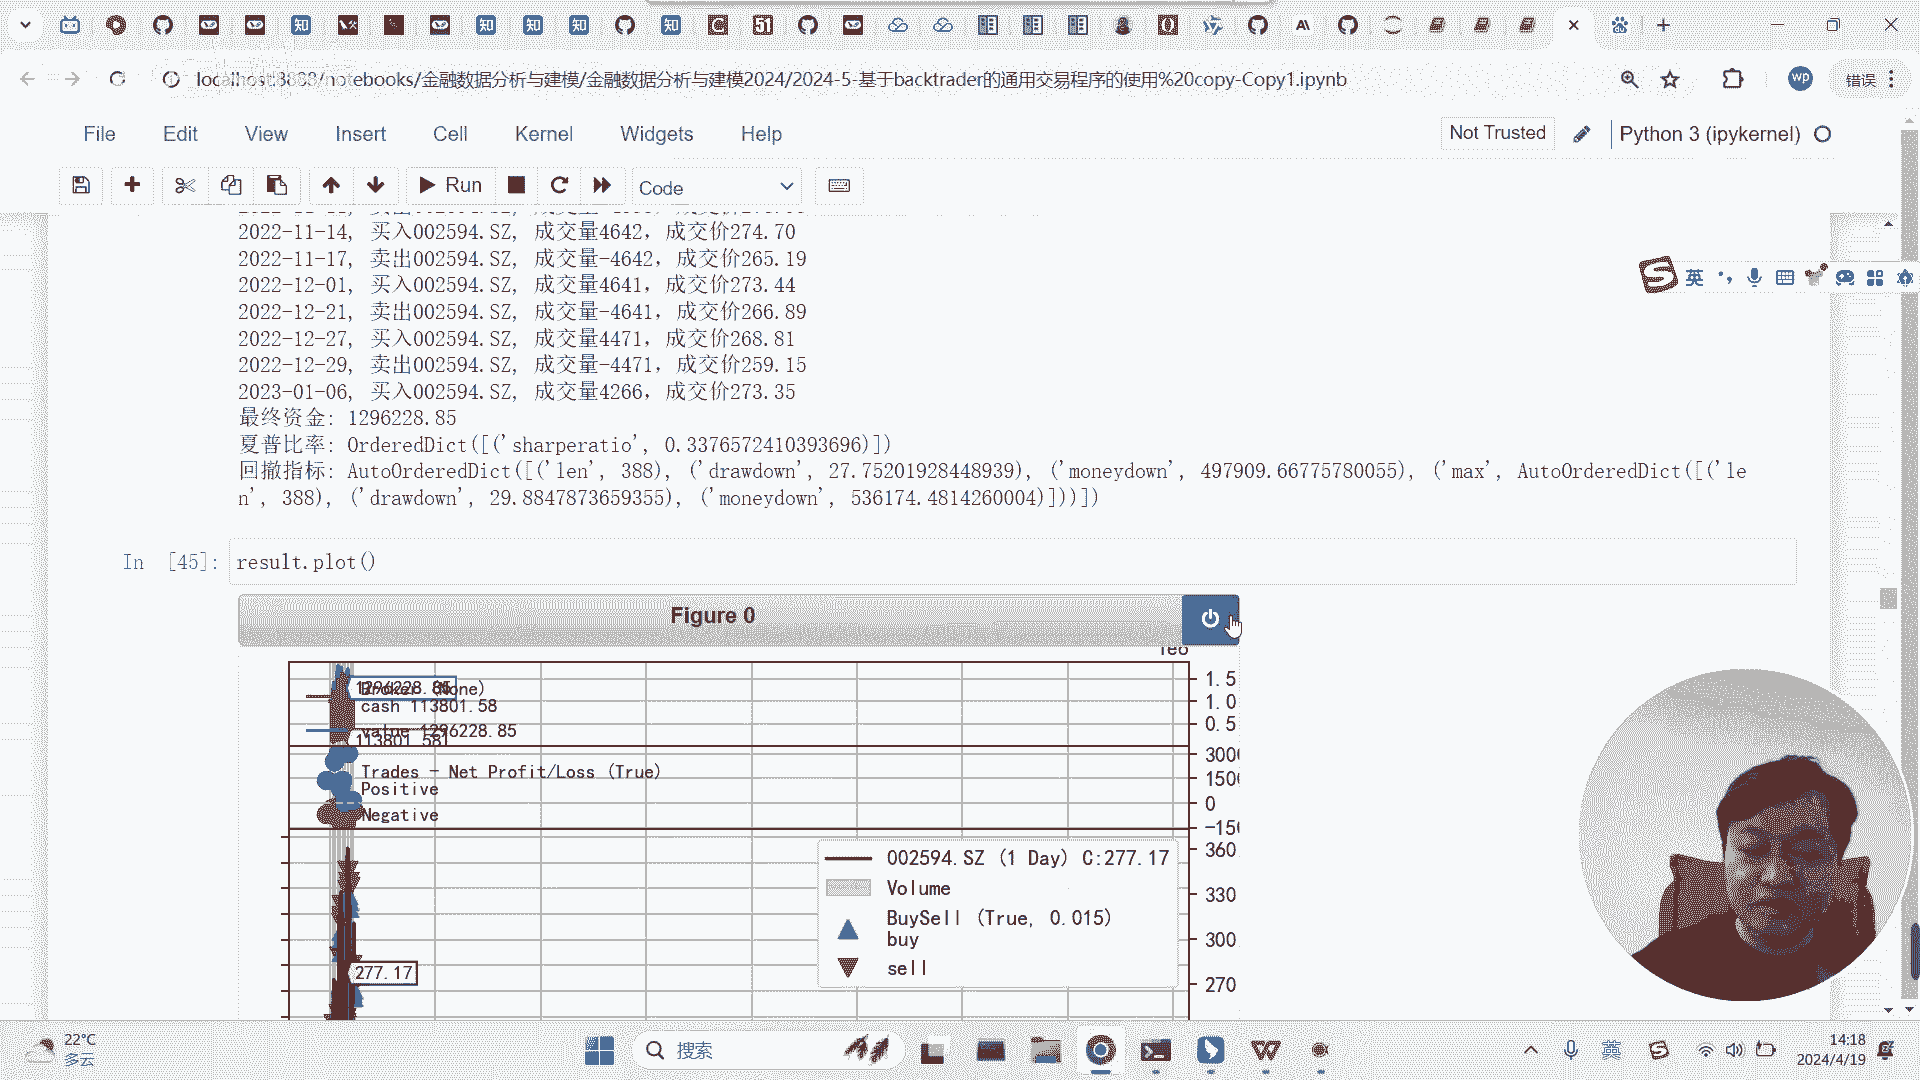 localhost:8888/notebooks/金融数据分析与建模/金融数据分析与建模2024/2024-5-基于backtrader的通用交易程序的使用%20copy-Copy1.ipynb
wp
错误
File Edit View Insert Cell Kernel Widgets Help
Not Trusted
Python 3 (ipykernel)
Run
Code
英
2022-11-14, 买入002594.SZ, 成交量4642, 成交价274.70
2022-11-17, 卖出002594.SZ, 成交量-4642, 成交价265.19
2022-12-01, 买入002594.SZ, 成交量4641, 成交价273.44
2022-12-21, 卖出002594.SZ, 成交量-4641, 成交价266.89
2022-12-27, 买入002594.SZ, 成交量4471, 成交价268.81
2022-12-29, 卖出002594.SZ, 成交量-4471, 成交价259.15
2023-01-06, 买入002594.SZ, 成交量4266, 成交价273.35
最终资金: 1296228.85
夏普比率: OrderedDict([('sharperatio', 0.3376572410393696)])
回撤指标: AutoOrderedDict([('len', 388), ('drawdown', 27.75201928448939), ('moneydown', 497909.66775780055), ('max', AutoOrderedDict([('le
n', 388), ('drawdown', 29.8847873659355), ('moneydown', 536174.4814260004)]))])
In [45]: result.plot()
Figure 0
1e6
1296228.85
Broker (None)
cash 113801.58
value 1296228.85
113801.58
1.5
1.0
0.5
Trades - Net Profit/Loss (True)
Positive
Negative
0
002594.SZ (1 Day) C:277.17
Volume
BuySell (True, 0.015)
buy
sell
277.17
360
330
300
270
22°C
多云
搜索
英
14:18
2024/4/19